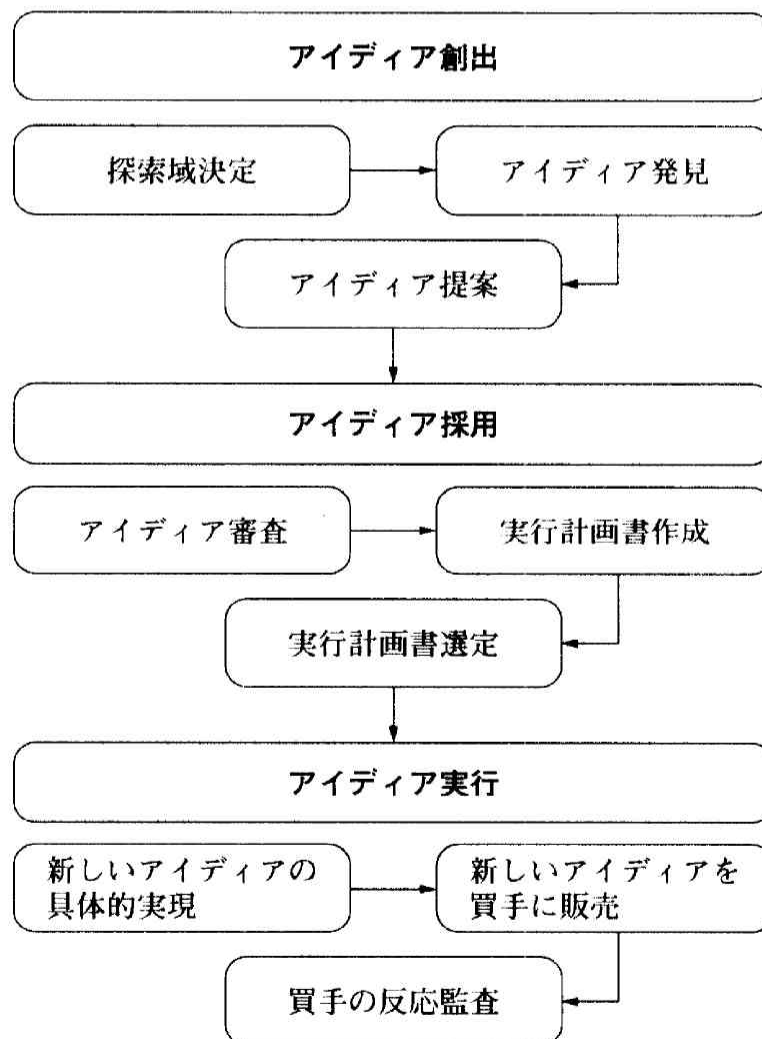 アイディア創出
探索域決定
アイディア発見
アイディア提案
アイディア採用
アイディア審査
実行計画書作成
実行計画書選定
アイディア実行
新しいアイディアの
具体的実現
新しいアイディアを
買手に販売
買手の反応監査